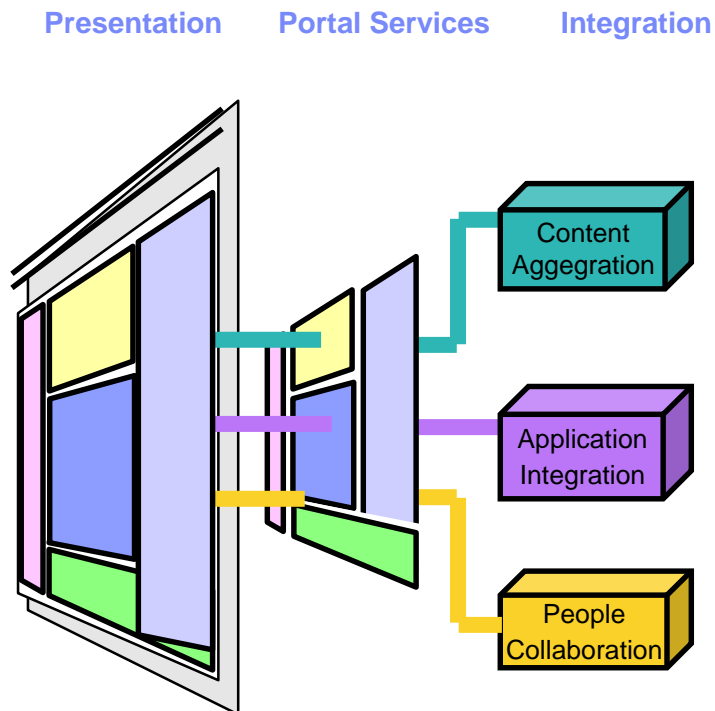 Presentation Portal Services Integration
Content
Aggegration
Application
Integration
People
Collaboration